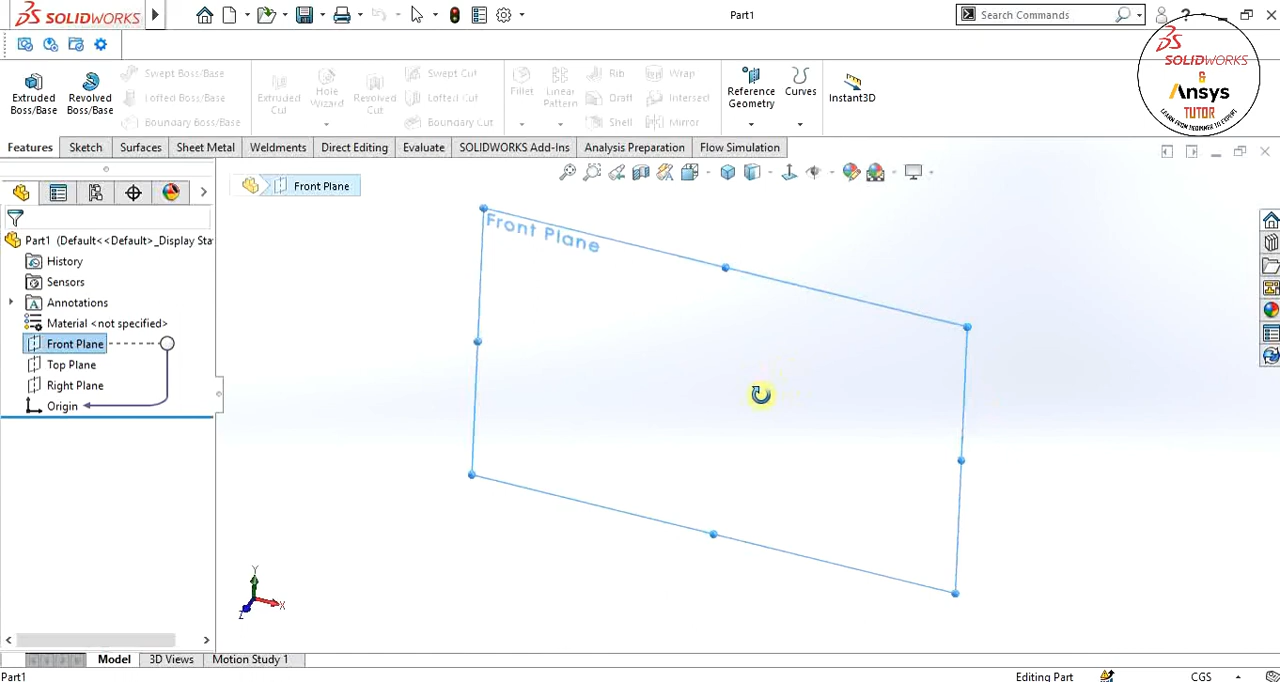 SOLIDWORKS
Part1
Search Commands
?
SOLIDWORKS
&
Ansys
TUTOR
LEARN FROM BEGINNER TO EXPERT
Extruded Boss/Base
Revolved Boss/Base
Swept Boss/Base
Lofted Boss/Base
Boundary Boss/Base
Extruded Cut
Hole Wizard
Revolved Cut
Swept Cut
Lofted Cut
Boundary Cut
Fillet
Linear Pattern
Rib
Draft
Shell
Wrap
Intersect
Mirror
Reference Geometry
Curves
Instant3D
Features
Sketch
Surfaces
Sheet Metal
Weldments
Direct Editing
Evaluate
SOLIDWORKS Add-Ins
Analysis Preparation
Flow Simulation
Front Plane
Part1 (Default<<Default>_Display Sta
History
Sensors
Annotations
Material <not specified>
Front Plane
Top Plane
Right Plane
Origin
Front Plane
Y
X
Z
Model
3D Views
Motion Study 1
Part1
Editing Part
CGS